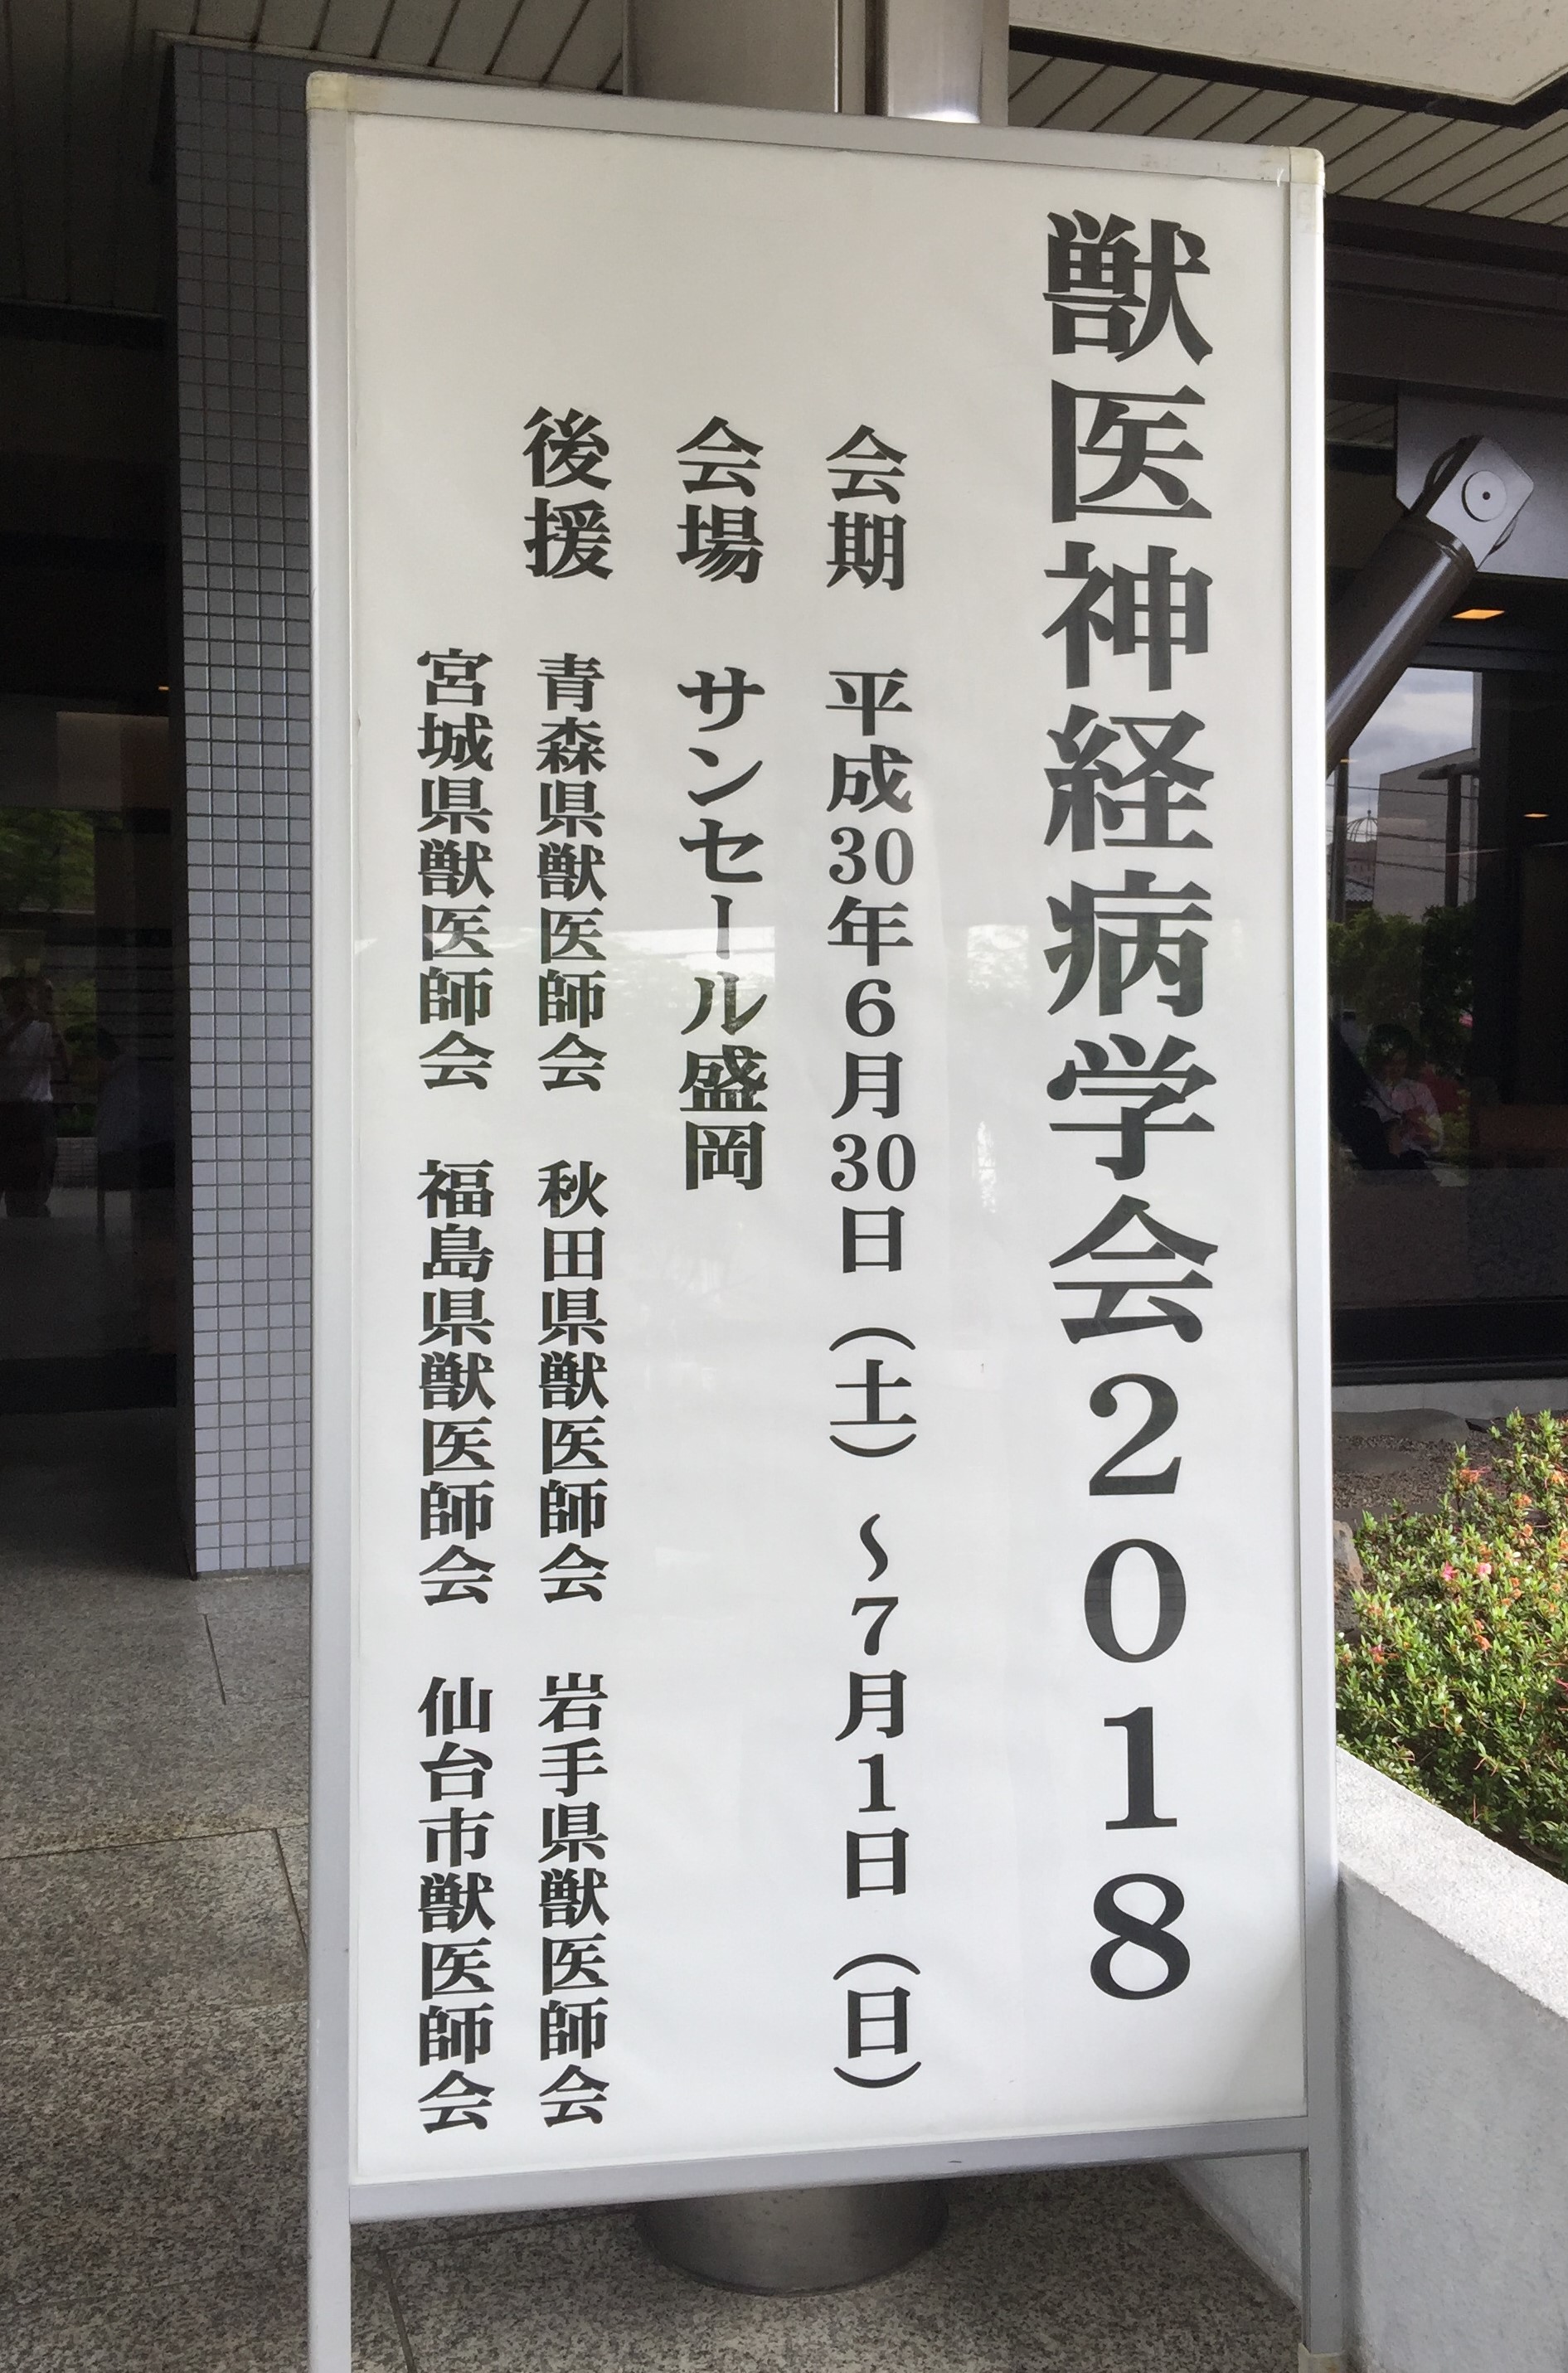 獣医神経病学会2018
会期 平成30年6月30日（土）～7月1日（日）
会場 サンセール盛岡
後援 青森県獣医師会 秋田県獣医師会 岩手県獣医師会
宮城県獣医師会 福島県獣医師会 仙台市獣医師会